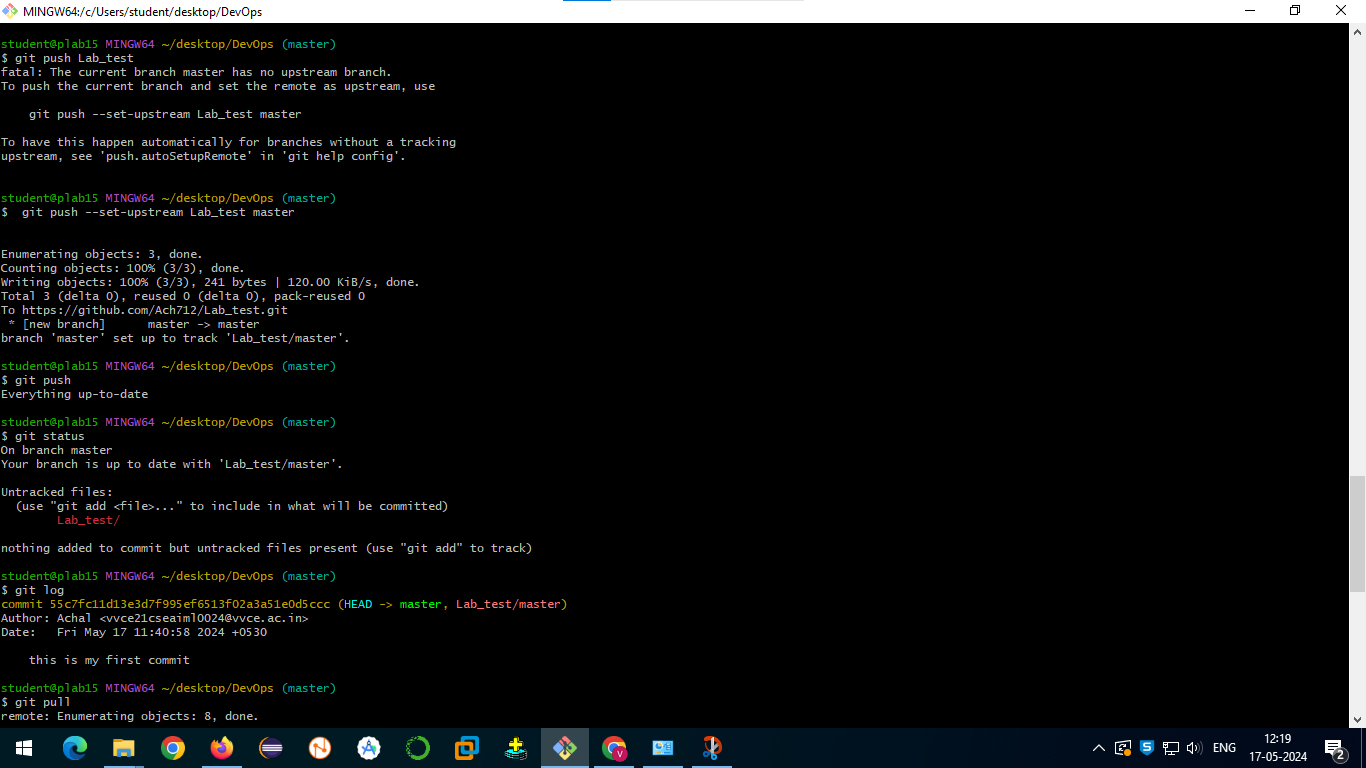 MINGW64:/c/Users/student/desktop/DevOps
student@plab15 MINGW64 ~/desktop/DevOps (master)
$ git push Lab_test
fatal: The current branch master has no upstream branch.
To push the current branch and set the remote as upstream, use
    git push --set-upstream Lab_test master
To have this happen automatically for branches without a tracking
upstream, see 'push.autoSetupRemote' in 'git help config'.
student@plab15 MINGW64 ~/desktop/DevOps (master)
$  git push --set-upstream Lab_test master
Enumerating objects: 3, done.
Counting objects: 100% (3/3), done.
Writing objects: 100% (3/3), 241 bytes | 120.00 KiB/s, done.
Total 3 (delta 0), reused 0 (delta 0), pack-reused 0
To https://github.com/Ach712/Lab_test.git
 * [new branch]      master -> master
branch 'master' set up to track 'Lab_test/master'.
student@plab15 MINGW64 ~/desktop/DevOps (master)
$ git push
Everything up-to-date
student@plab15 MINGW64 ~/desktop/DevOps (master)
$ git status
On branch master
Your branch is up to date with 'Lab_test/master'.
Untracked files:
  (use "git add <file>..." to include in what will be committed)
        Lab_test/
nothing added to commit but untracked files present (use "git add" to track)
student@plab15 MINGW64 ~/desktop/DevOps (master)
$ git log
commit 55c7fc11d13e3d7f995ef6513f02a3a51e0d5ccc (HEAD -> master, Lab_test/master)
Author: Achal <vvce21cseaiml0024@vvce.ac.in>
Date:   Fri May 17 11:40:58 2024 +0530
    this is my first commit
student@plab15 MINGW64 ~/desktop/DevOps (master)
$ git pull
remote: Enumerating objects: 8, done.
ENG
12:19
17-05-2024
2